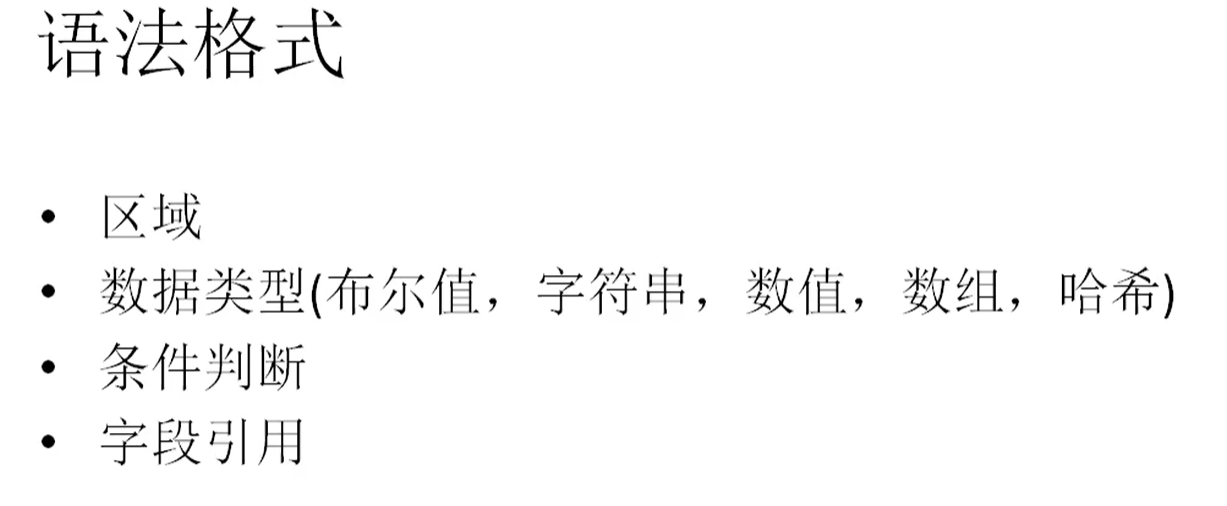 语法格式
• 区域
• 数据类型(布尔值，字符串，数值，数组，哈希)
• 条件判断
• 字段引用